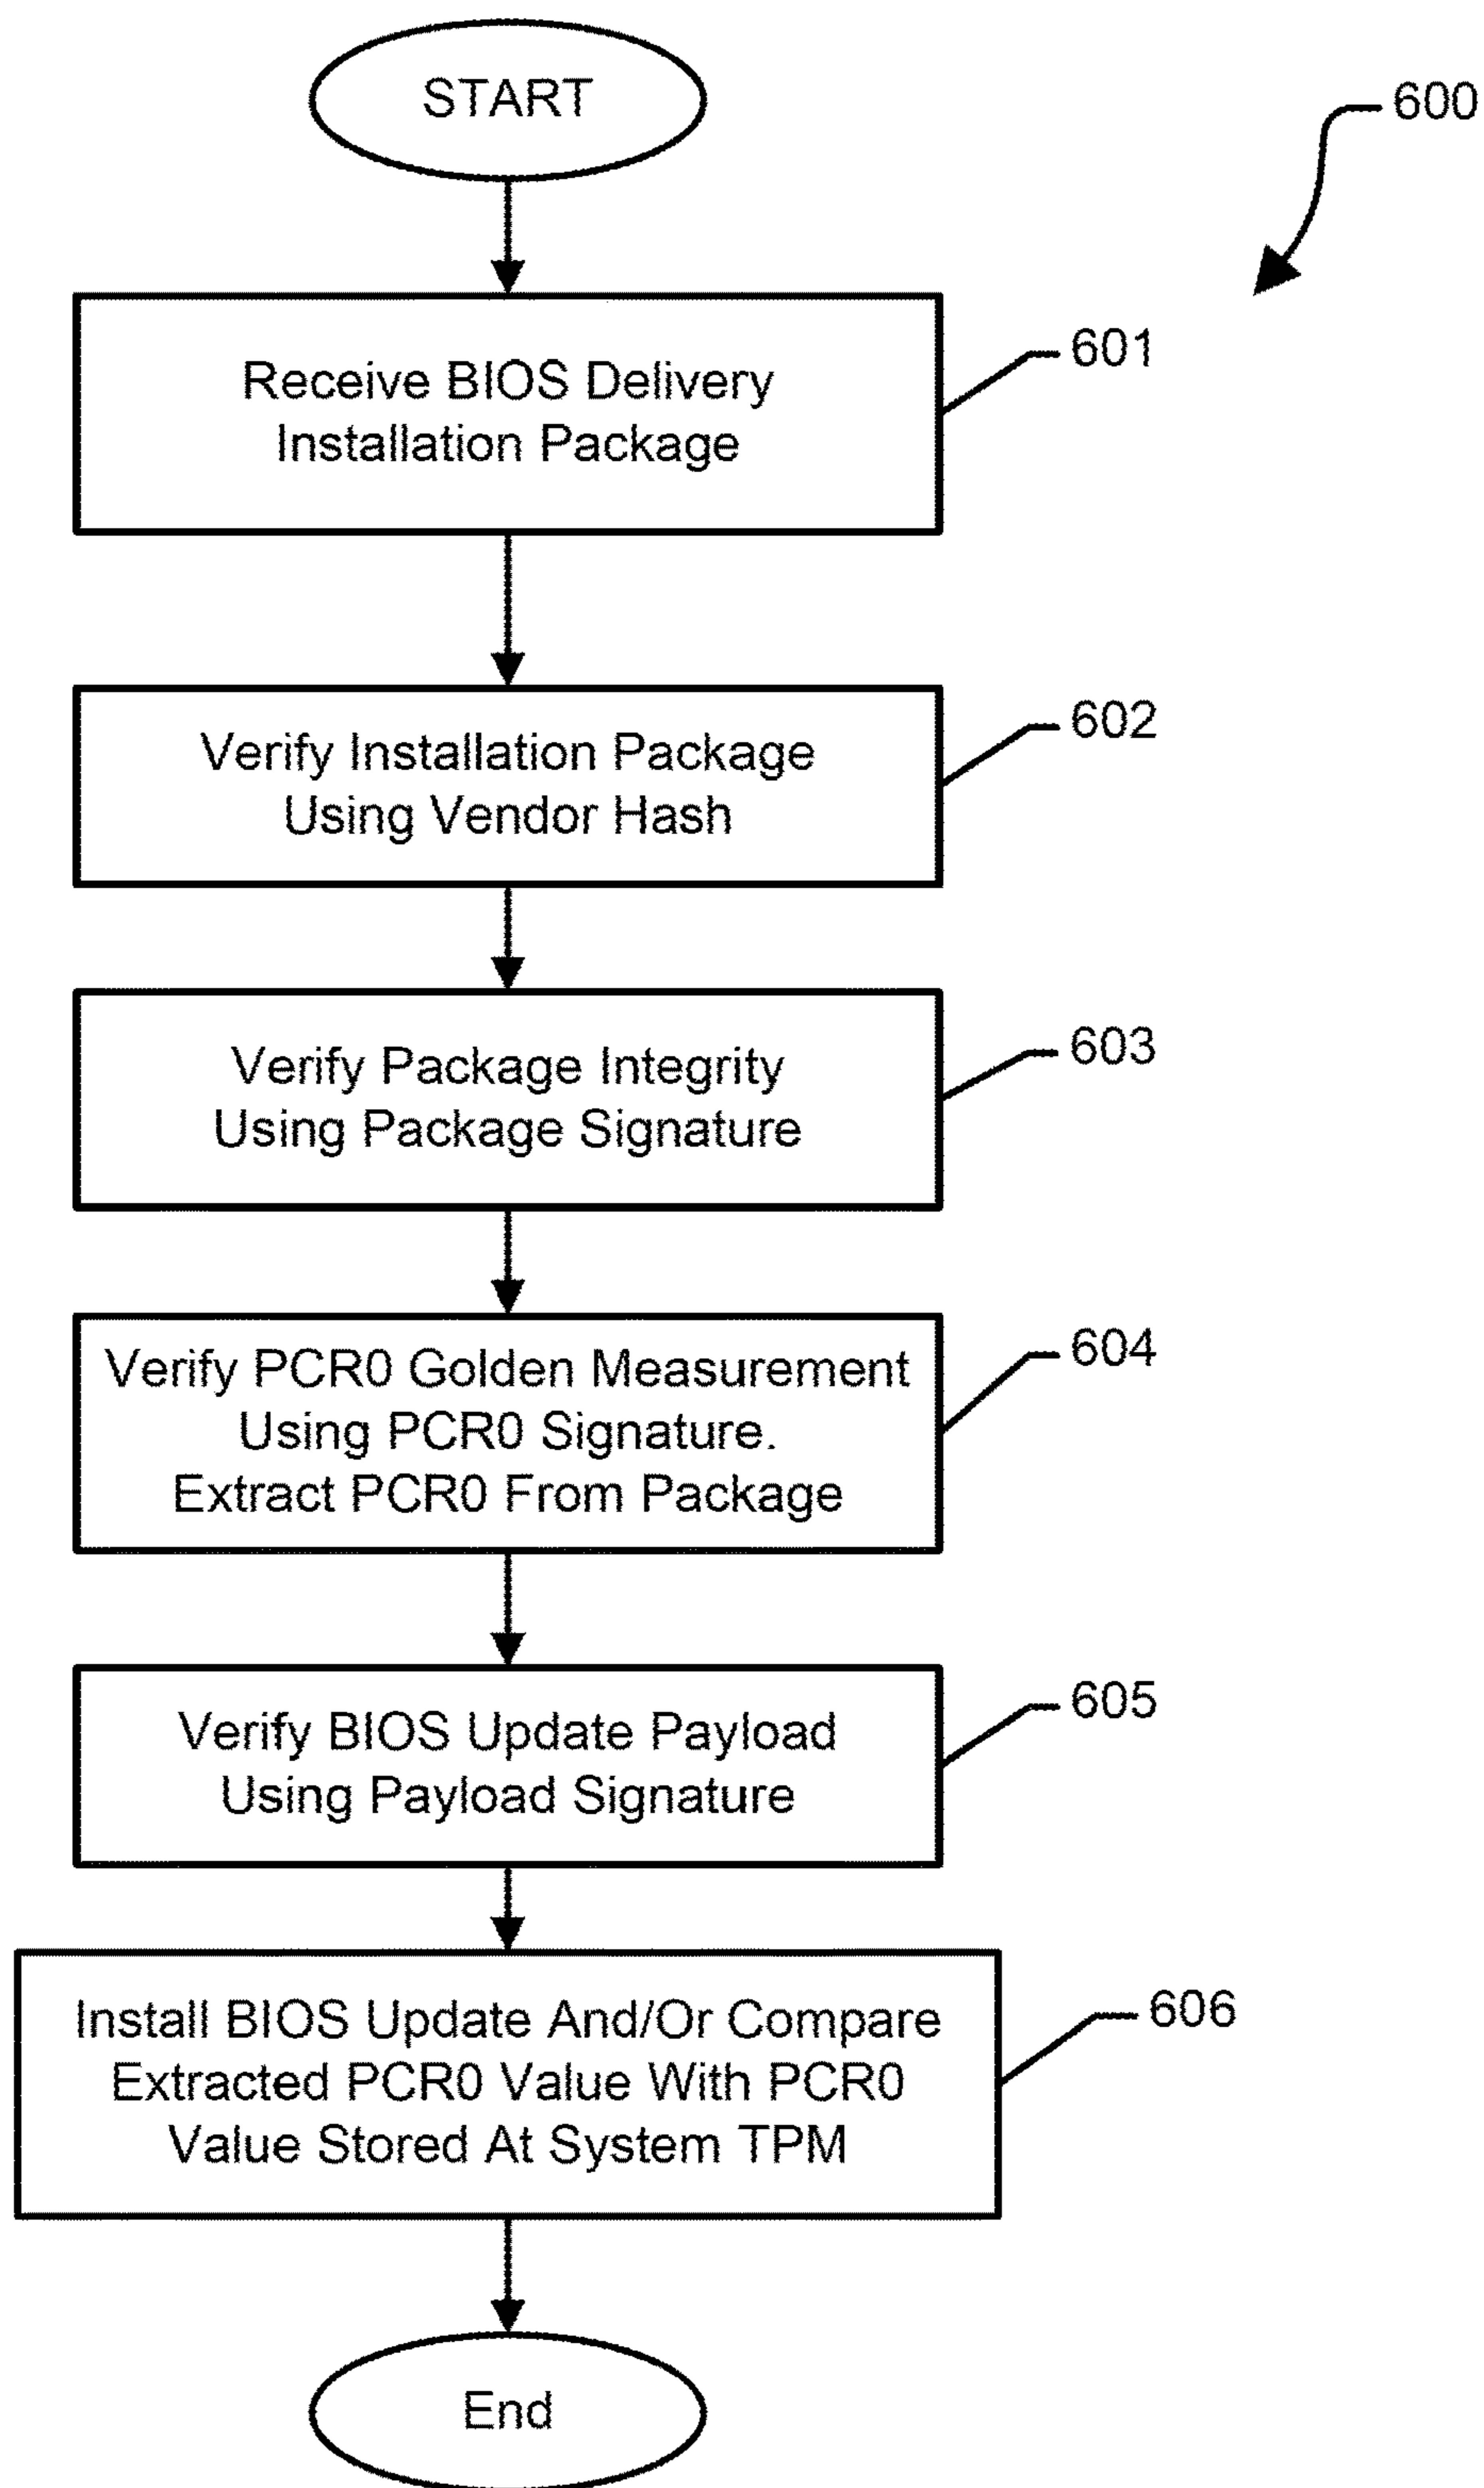 START
600
Receive BIOS Delivery
Installation Package
601
Verify Installation Package
Using Vendor Hash
602
Verify Package Integrity
Using Package Signature
603
Verify PCR0 Golden Measurement
Using PCR0 Signature.
Extract PCR0 From Package
604
Verify BIOS Update Payload
Using Payload Signature
605
Install BIOS Update And/Or Compare
Extracted PCR0 Value With PCR0
Value Stored At System TPM
606
End